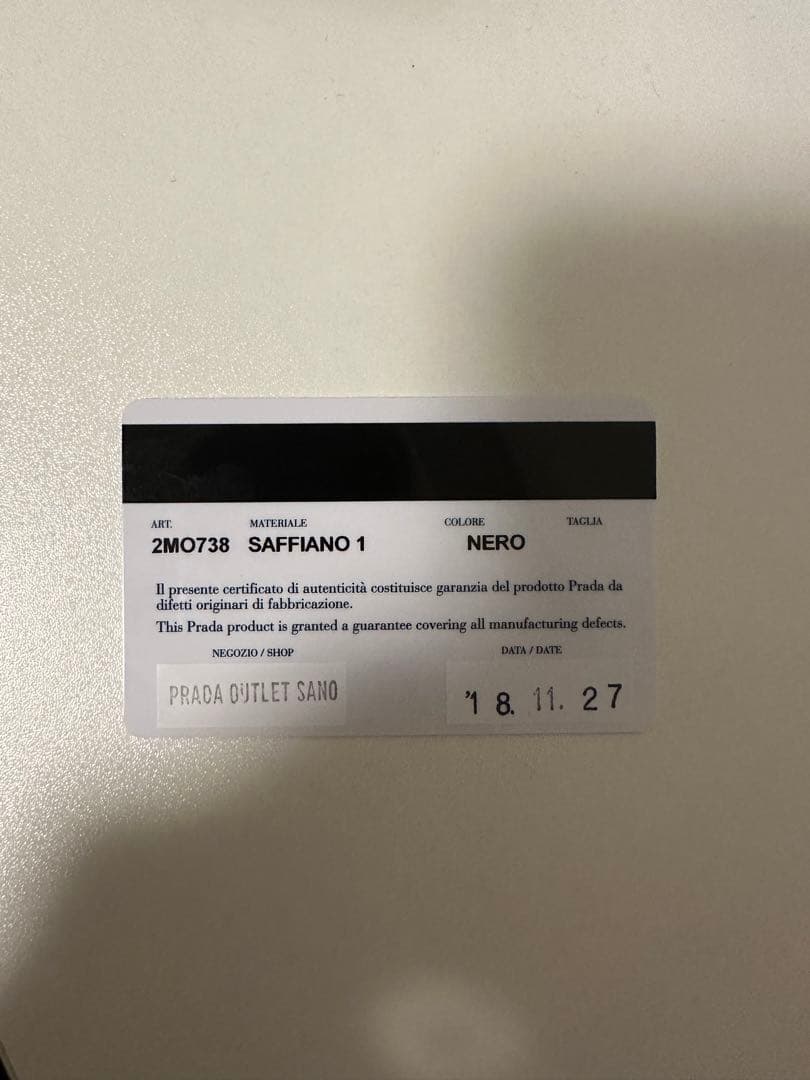 ART. MATERIALE COLORE TAGLIA
2MO738 SAFFIANO 1 NERO
Il presente certificato di autenticità costituisce garanzia del prodotto Prada da
difetti originari di fabbricazione.
This Prada product is granted a guarantee covering all manufacturing defects.
NEGOZIO / SHOP DATA / DATE
PRADA OUTLET SANO '18. 11. 27